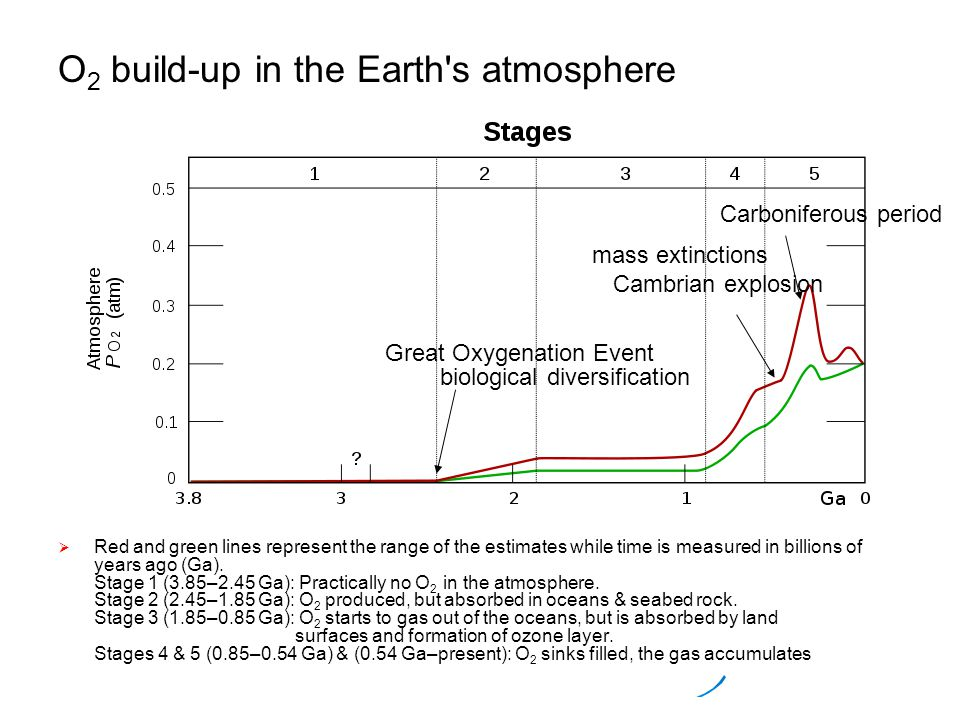 O₂ build-up in the Earth's atmosphere
Stages
1 2 3 4 5
0.5
Carboniferous period
0.4
mass extinctions
Cambrian explosion
Atmosphere
P O₂ (atm)
0.3
Great Oxygenation Event
0.2
biological diversification
0.1
?
0
3.8 3 2 1 Ga 0
Red and green lines represent the range of the estimates while time is measured in billions of
years ago (Ga).
Stage 1 (3.85–2.45 Ga): Practically no O₂ in the atmosphere.
Stage 2 (2.45–1.85 Ga): O₂ produced, but absorbed in oceans & seabed rock.
Stage 3 (1.85–0.85 Ga): O₂ starts to gas out of the oceans, but is absorbed by land
surfaces and formation of ozone layer.
Stages 4 & 5 (0.85–0.54 Ga) & (0.54 Ga–present): O₂ sinks filled, the gas accumulates